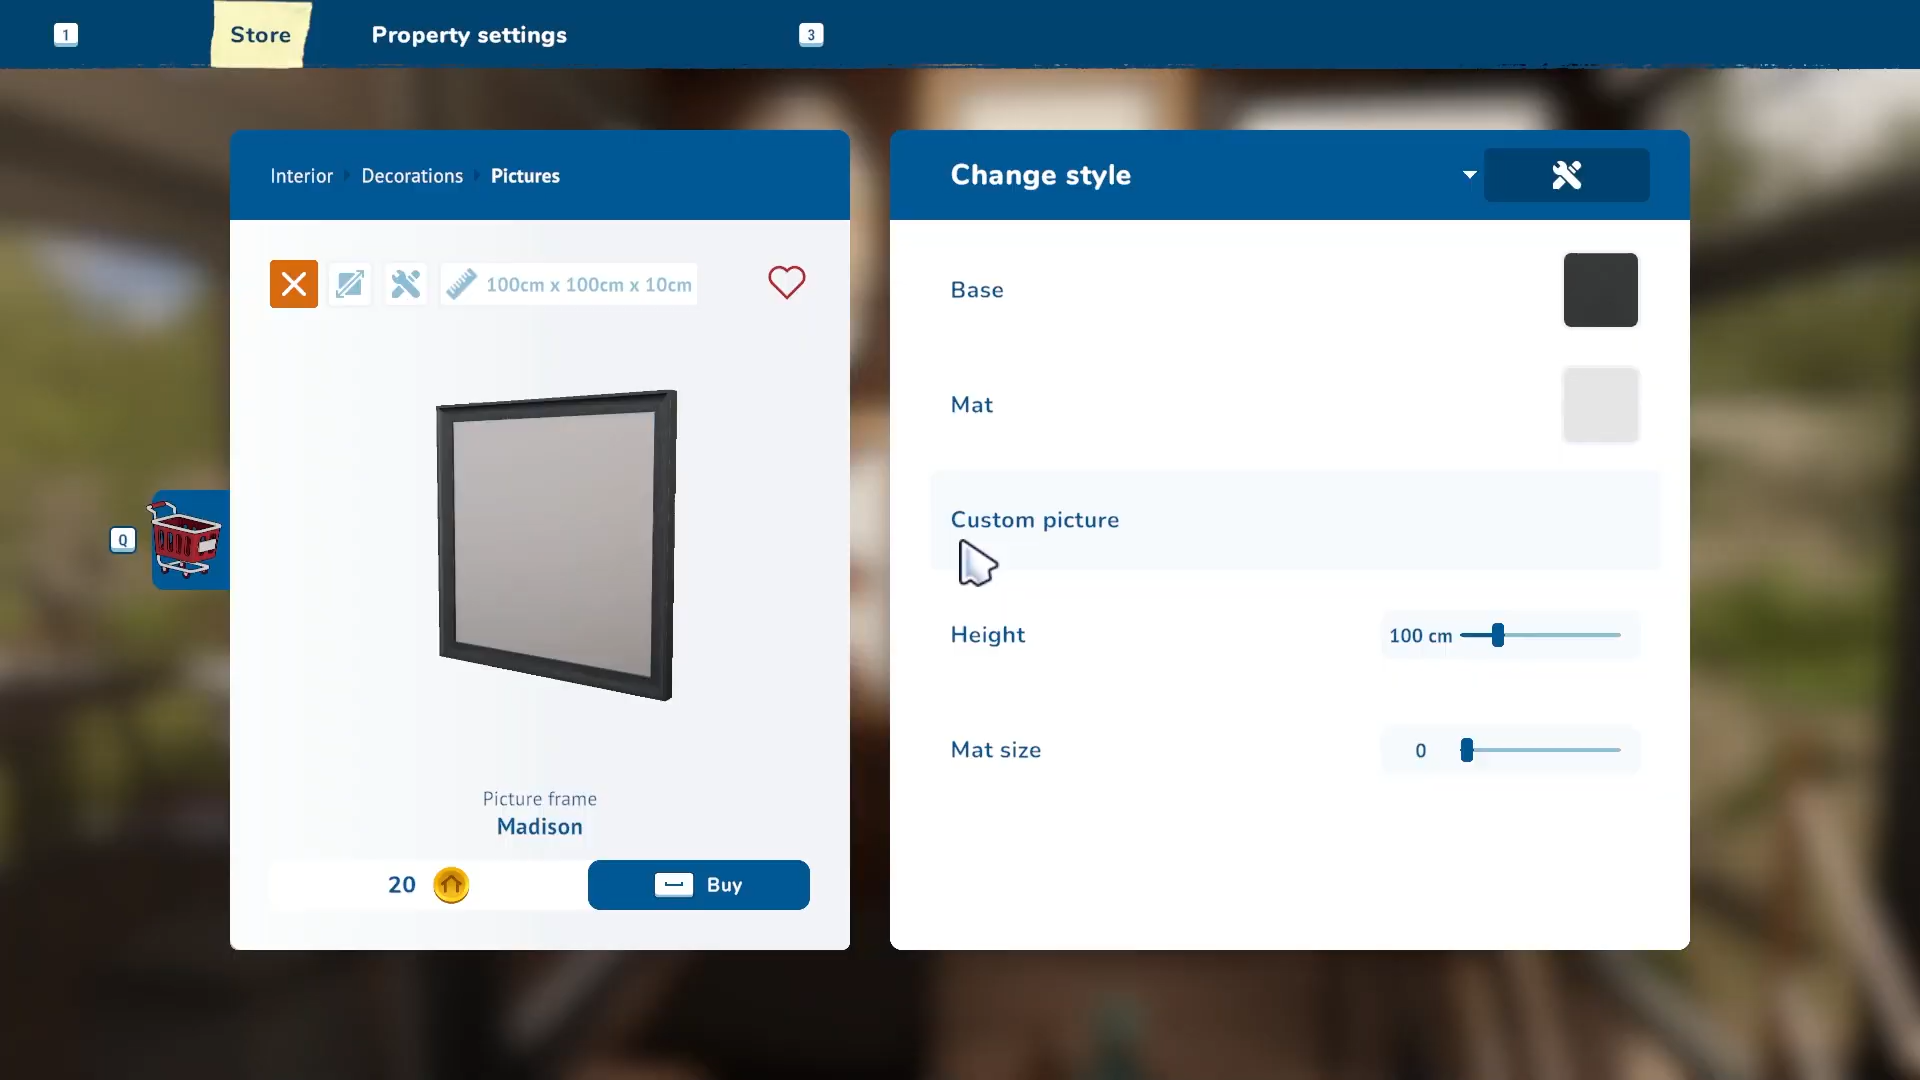 1
Store
Property settings
3
Interior
Decorations
Pictures
100cm x 100cm x 10cm
Q
Picture frame
Madison
20
Buy
Change style
Base
Mat
Custom picture
Height
100 cm
Mat size
0